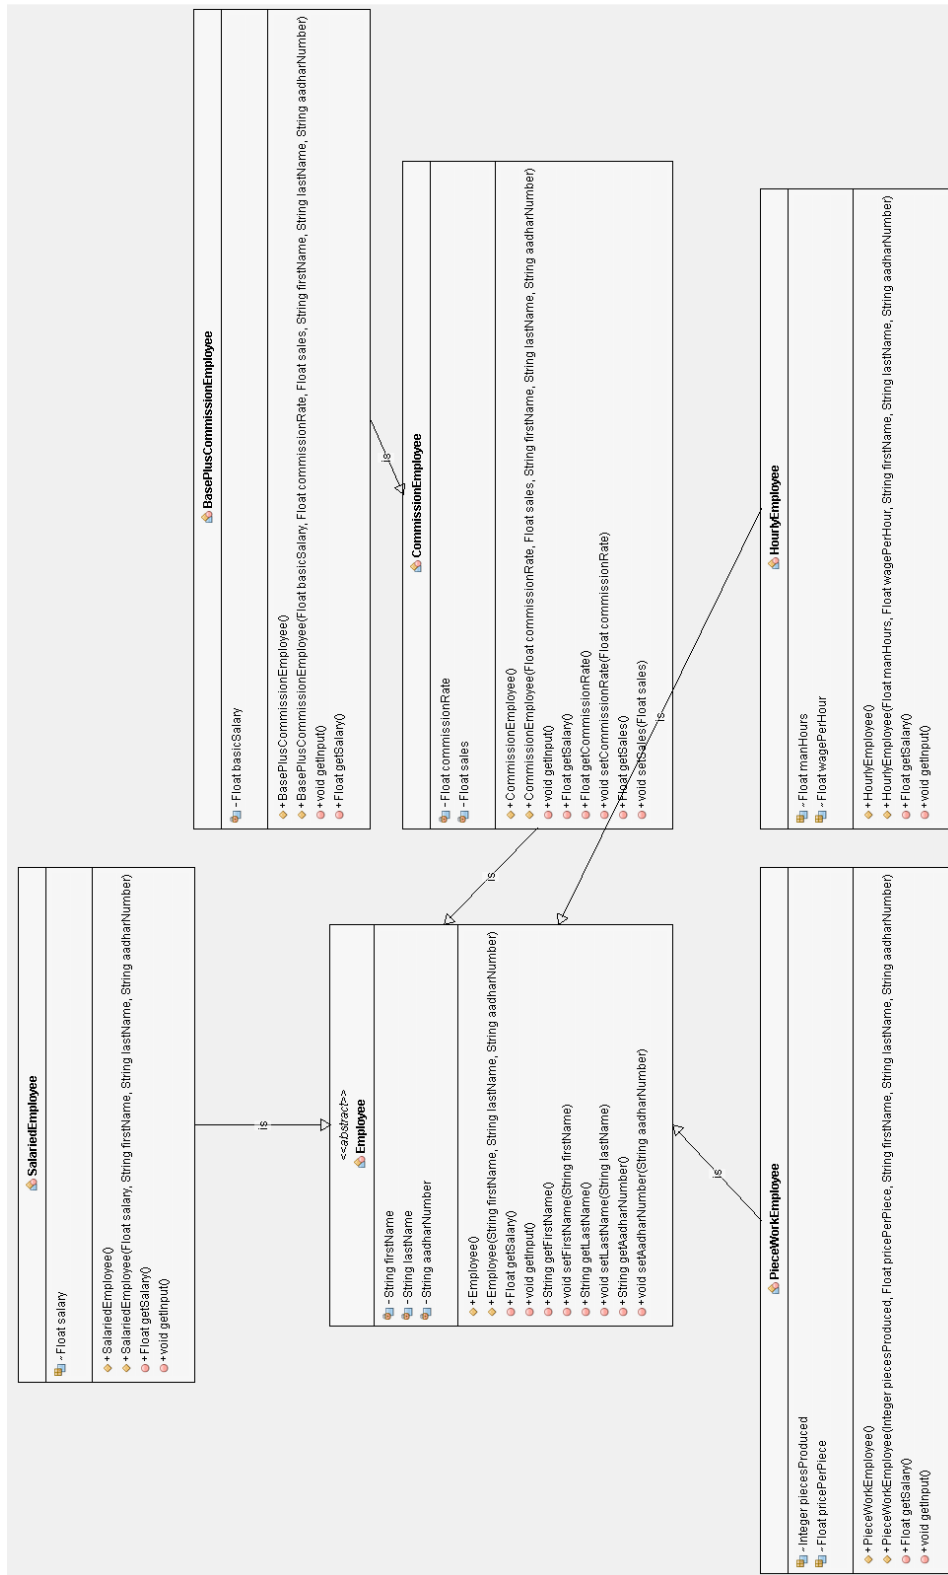 SalariedEmployee
~ Float salary
+ SalariedEmployee()
+ SalariedEmployee(Float salary, String firstName, String lastName, String aadharNumber)
+ Float getSalary()
+ void getInput()
BasePlusCommissionEmployee
- Float basicSalary
+ BasePlusCommissionEmployee()
+ BasePlusCommissionEmployee(Float basicSalary, Float commissionRate, Float sales, String firstName, String lastName, String aadharNumber)
+ void getInput()
+ Float getSalary()
is
is
<<abstract>>
Employee
- String firstName
- String lastName
- String aadharNumber
+ Employee()
+ Employee(String firstName, String lastName, String aadharNumber)
+ Float getSalary()
+ void getInput()
+ String getFirstName()
+ void setFirstName(String firstName)
+ String getLastName()
+ void setLastName(String lastName)
+ String getAadharNumber()
+ void setAadharNumber(String aadharNumber)
is
CommissionEmployee
- Float commissionRate
- Float sales
+ CommissionEmployee()
+ CommissionEmployee(Float commissionRate, Float sales, String firstName, String lastName, String aadharNumber)
+ void getInput()
+ Float getSalary()
+ Float getCommissionRate()
+ void setCommissionRate(Float commissionRate)
+ Float getSales()
+ void setSales(Float sales)
is
is
PieceWorkEmployee
~ Integer piecesProduced
~ Float pricePerPiece
+ PieceWorkEmployee()
+ PieceWorkEmployee(Integer piecesProduced, Float pricePerPiece, String firstName, String lastName, String aadharNumber)
+ Float getSalary()
+ void getInput()
HourlyEmployee
~ Float manHours
~ Float wagePerHour
+ HourlyEmployee()
+ HourlyEmployee(Float manHours, Float wagePerHour, String firstName, String lastName, String aadharNumber)
+ Float getSalary()
+ void getInput()